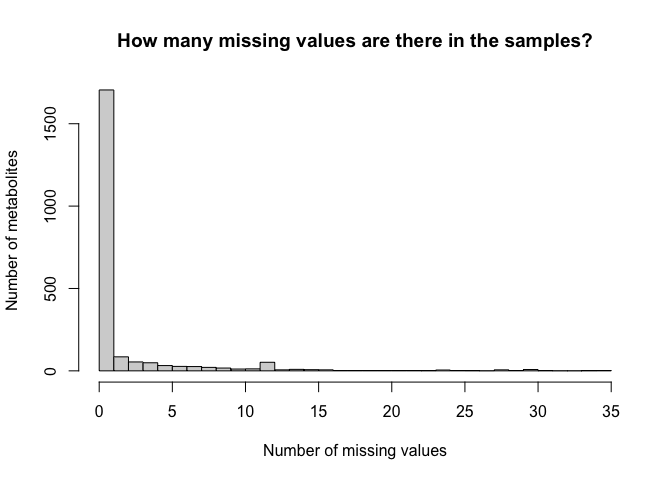 How many missing values are there in the samples?
Number of metabolites
1500
1000
500
0
0 5 10 15 20 25 30 35
Number of missing values